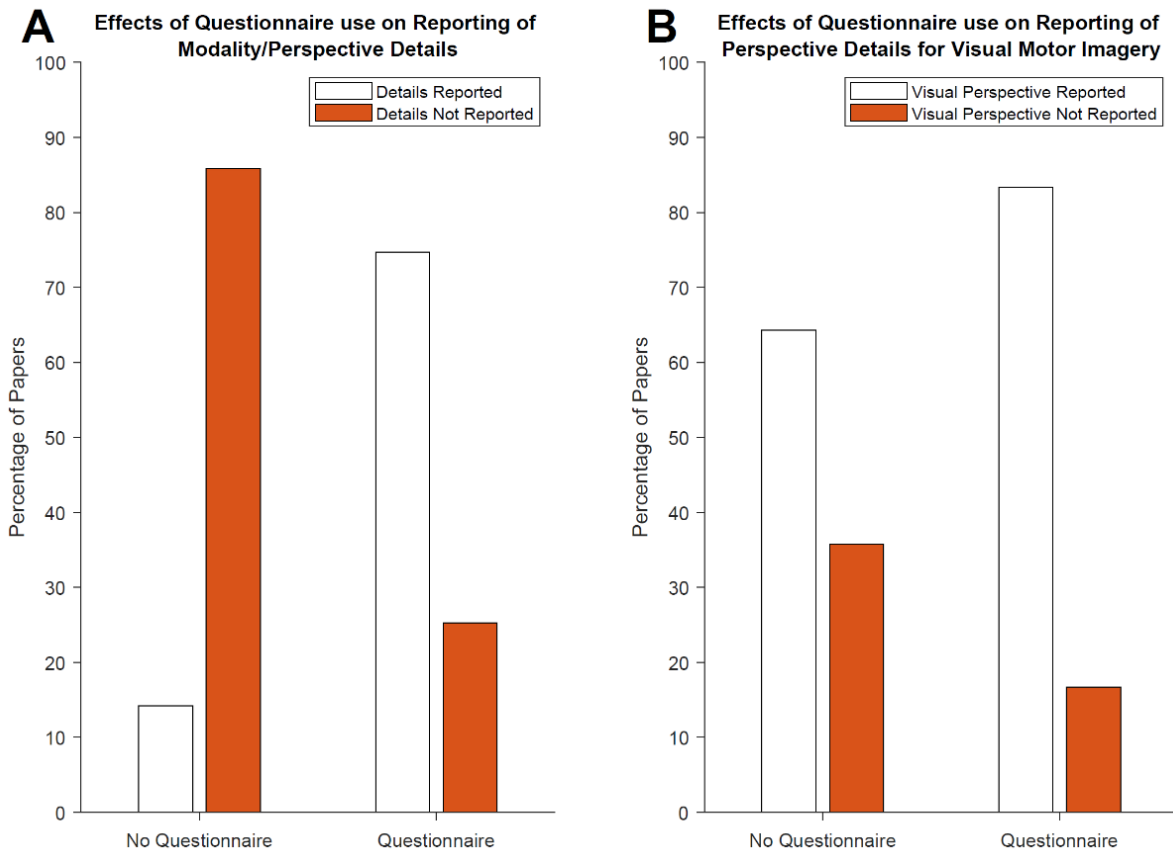 A
Effects of Questionnaire use on Reporting of
Modality/Perspective Details
Details Reported
Details Not Reported
Percentage of Papers
100
90
80
70
60
50
40
30
20
10
0
No Questionnaire
Questionnaire
B
Effects of Questionnaire use on Reporting of
Perspective Details for Visual Motor Imagery
Visual Perspective Reported
Visual Perspective Not Reported
Percentage of Papers
100
90
80
70
60
50
40
30
20
10
0
No Questionnaire
Questionnaire